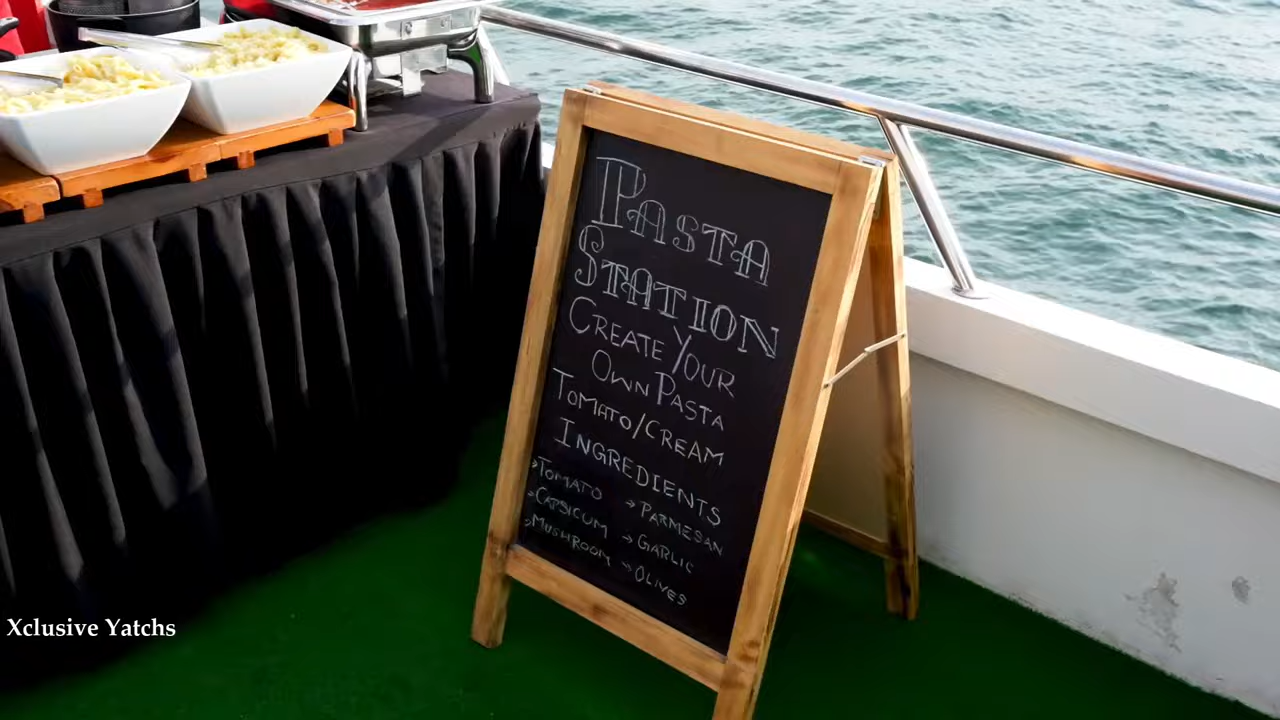 PASTA
STATION
CREATE YOUR
OWN PASTA
TOMATO/CREAM
INGREDIENTS
→TOMATO →PARMESAN
→CAPSICUM →GARLIC
→MUSHROOM →OLIVES
Xclusive Yatchs